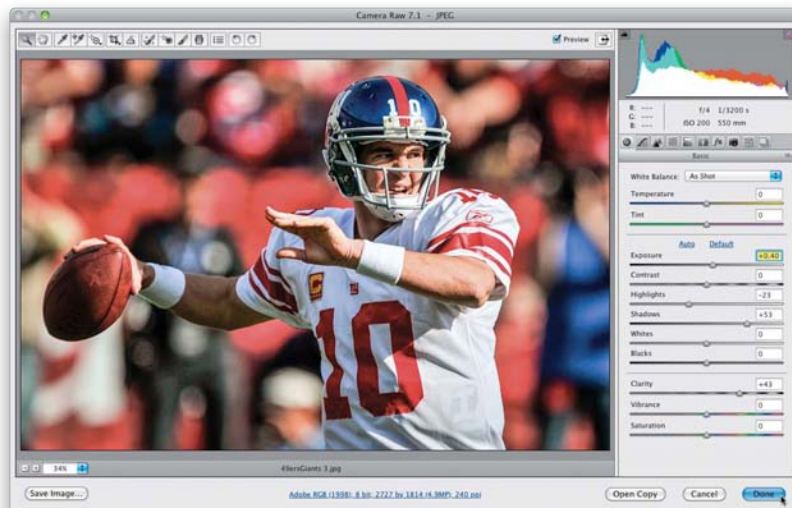 Camera Raw 7.1 - JPEG
Preview
R: ---
G: ---
B: ---
f/4 1/3200 s
ISO 200 550 mm
Basic
White Balance: As Shot
Temperature 0
Tint 0
Auto Default
Exposure +0.40
Contrast 0
Highlights -23
Shadows +53
Whites 0
Blacks 0
Clarity +43
Vibrance 0
Saturation 0
10
10
10
C
34%
49ersGiants 3.jpg
Save Image...
Adobe RGB (1998); 8 bit; 2727 by 1814 (4.9MP); 240 ppi
Open Copy
Cancel
Done